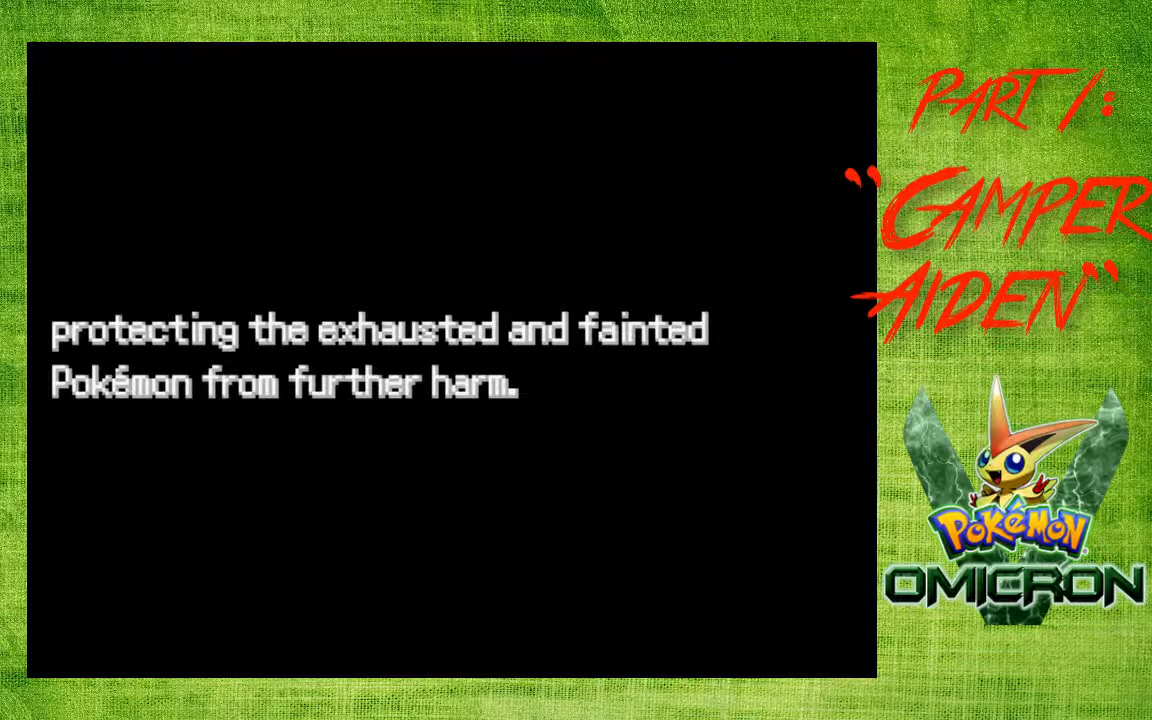 protecting the exhausted and fainted
Pokémon from further harm.
PART 1:
"CAMPER
AIDEN"
POKéMON
OMICRON